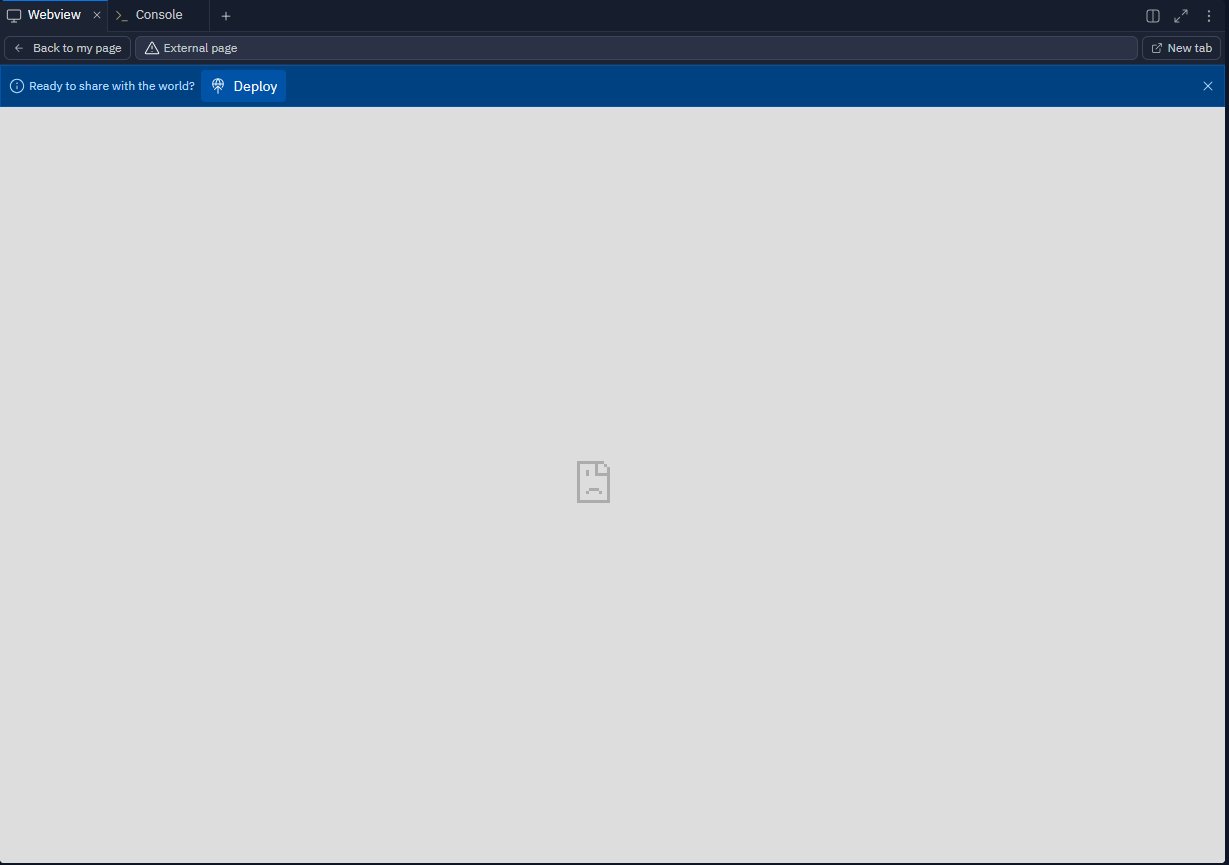 Webview
Console
Back to my page
External page
New tab
Ready to share with the world?
Deploy